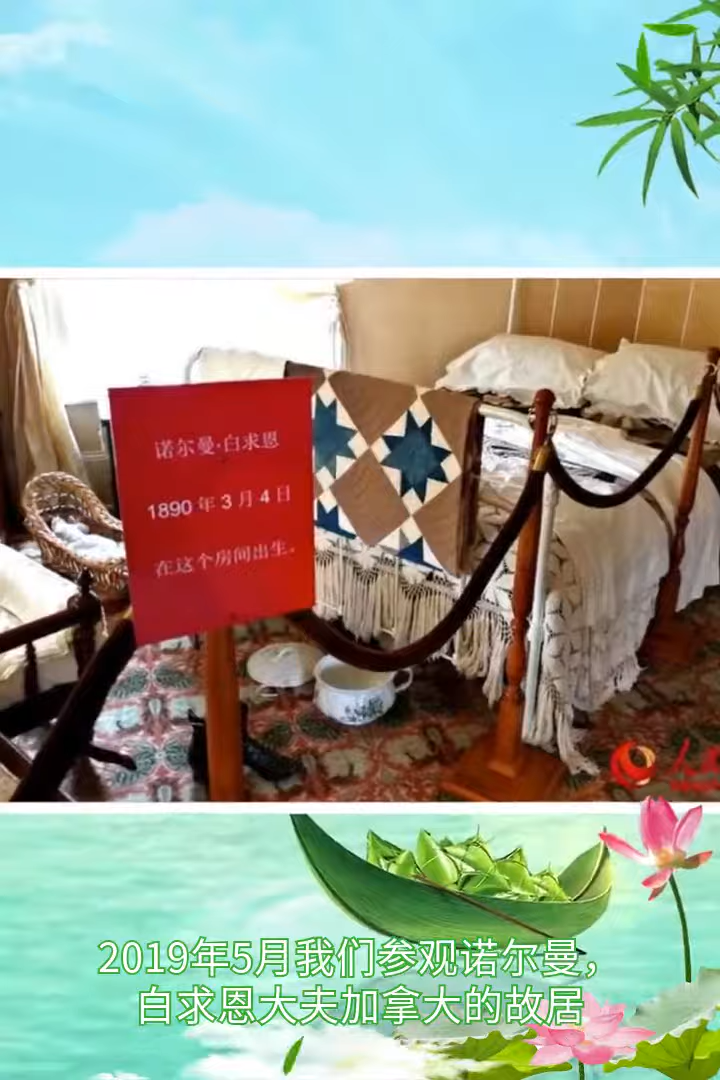 诺尔曼·白求恩
1890年3月4日
在这个房间出生。
2019年5月我们参观诺尔曼，
白求恩大夫加拿大的故居